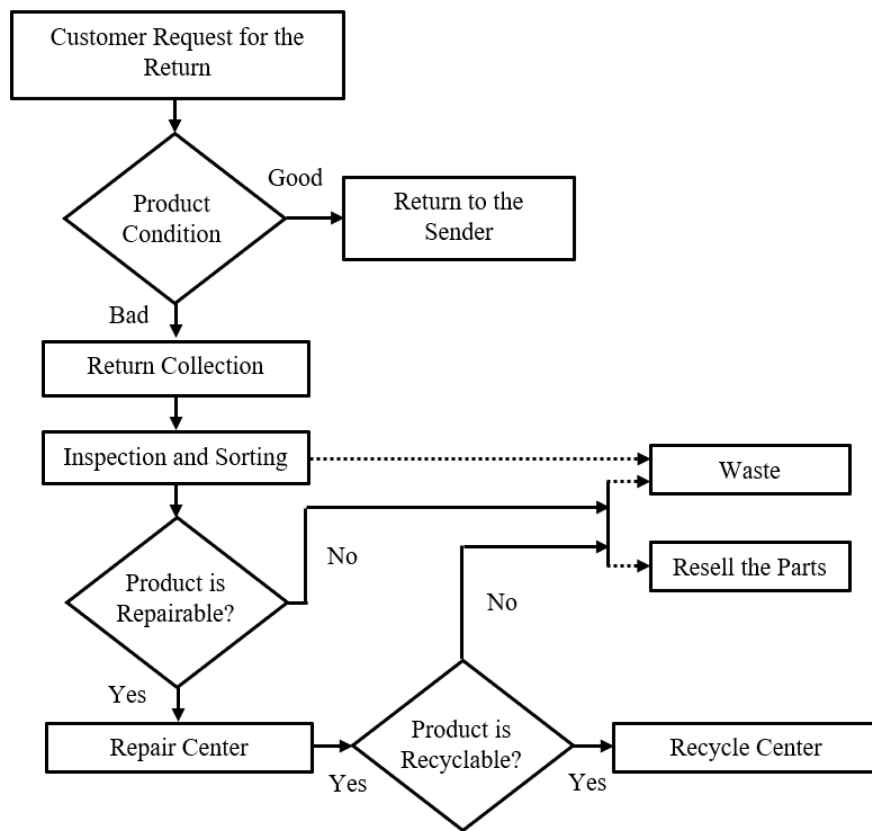 Customer Request for the
Return
Good
Product
Condition
Return to the
Sender
Bad
Return Collection
Inspection and Sorting
Waste
No
Product is
Repairable?
Resell the Parts
No
Yes
Repair Center
Product is
Recyclable?
Recycle Center
Yes
Yes